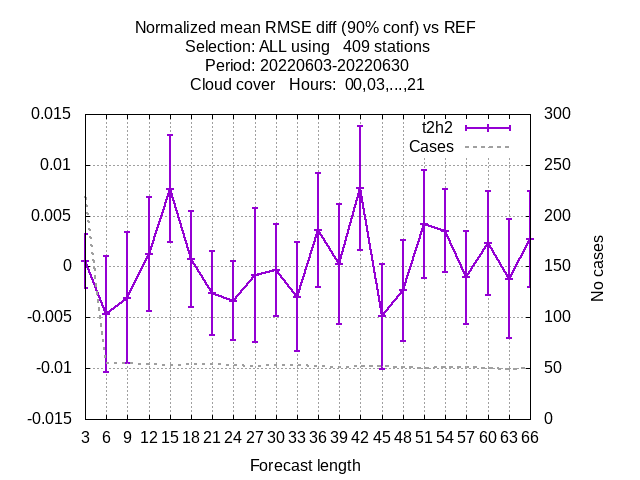 Normalized mean RMSE diff (90% conf) vs REF
Selection: ALL using   409 stations
Period: 20220603-20220630
Cloud cover   Hours:  00,03,...,21
0.015
0.01
0.005
0
-0.005
-0.01
-0.015
t2h2
Cases
300
250
200
150
100
50
0
No cases
3 6 9 12 15 18 21 24 27 30 33 36 39 42 45 48 51 54 57 60 63 66
Forecast length